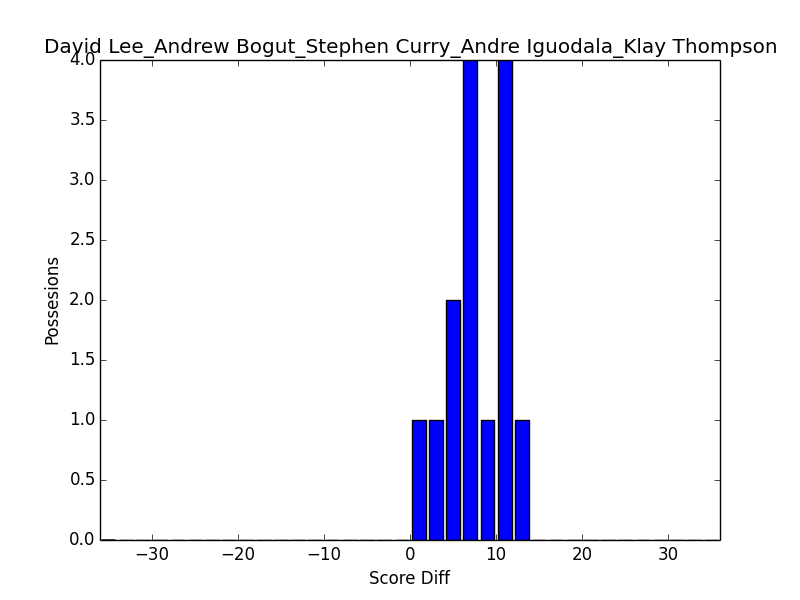 David Lee_Andrew Bogut_Stephen Curry_Andre Iguodala_Klay Thompson
4.0
3.5
3.0
2.5
2.0
1.5
1.0
0.5
0.0
Possesions
−30 −20 −10 0 10 20 30
Score Diff